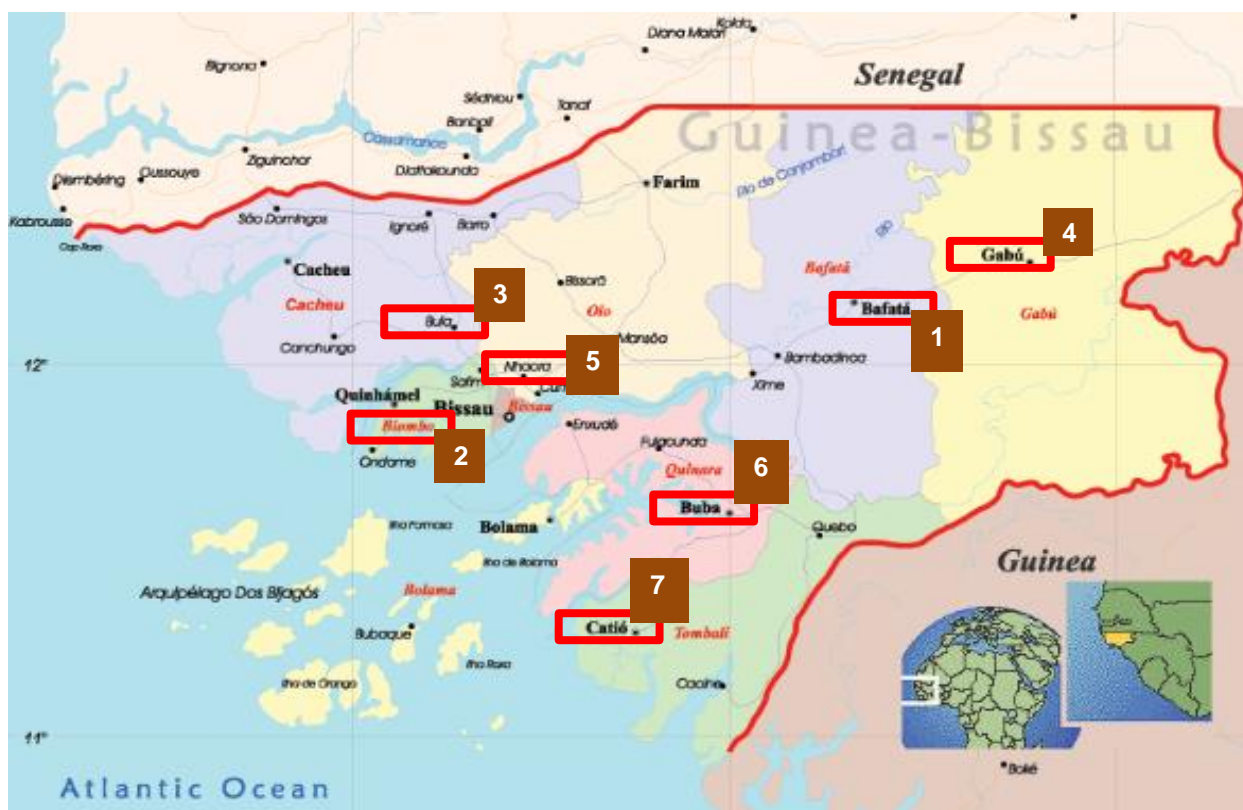 Kolda
Diana Malari
Senegal
Bignona
Sédhiou
Tanaf
Banbali
Guinea-Bissau
Casamance
Ziguinchor
Diattakounda
Diembéring
Oussouye
Farim
Rio de Canjambari
Kabrousse
São Domingos
Ingoré
Barro
Cap Roxo
4
Gabú
Cacheu
Bafatá
3
Bissorã
Cacheu
Bafatá
Oio
Gabú
Bula
1
Canchungo
Mansôa
5
Bambadinca
12°
Nhacra
Safim
Xime
Quinhámel
Bissau
Bissau
Biombo
Enxudé
2
Fulacunda
Ondame
Quinara
6
Buba
Ilha Formosa
Bolama
Quebo
Ilha de Bolama
Guinea
Arquipélago Dos Bijagós
Bolama
7
Catió
Tombali
Bubaque
Ilha Roxa
Ilha de Orango
Cacine
11°
Boké
Atlantic Ocean